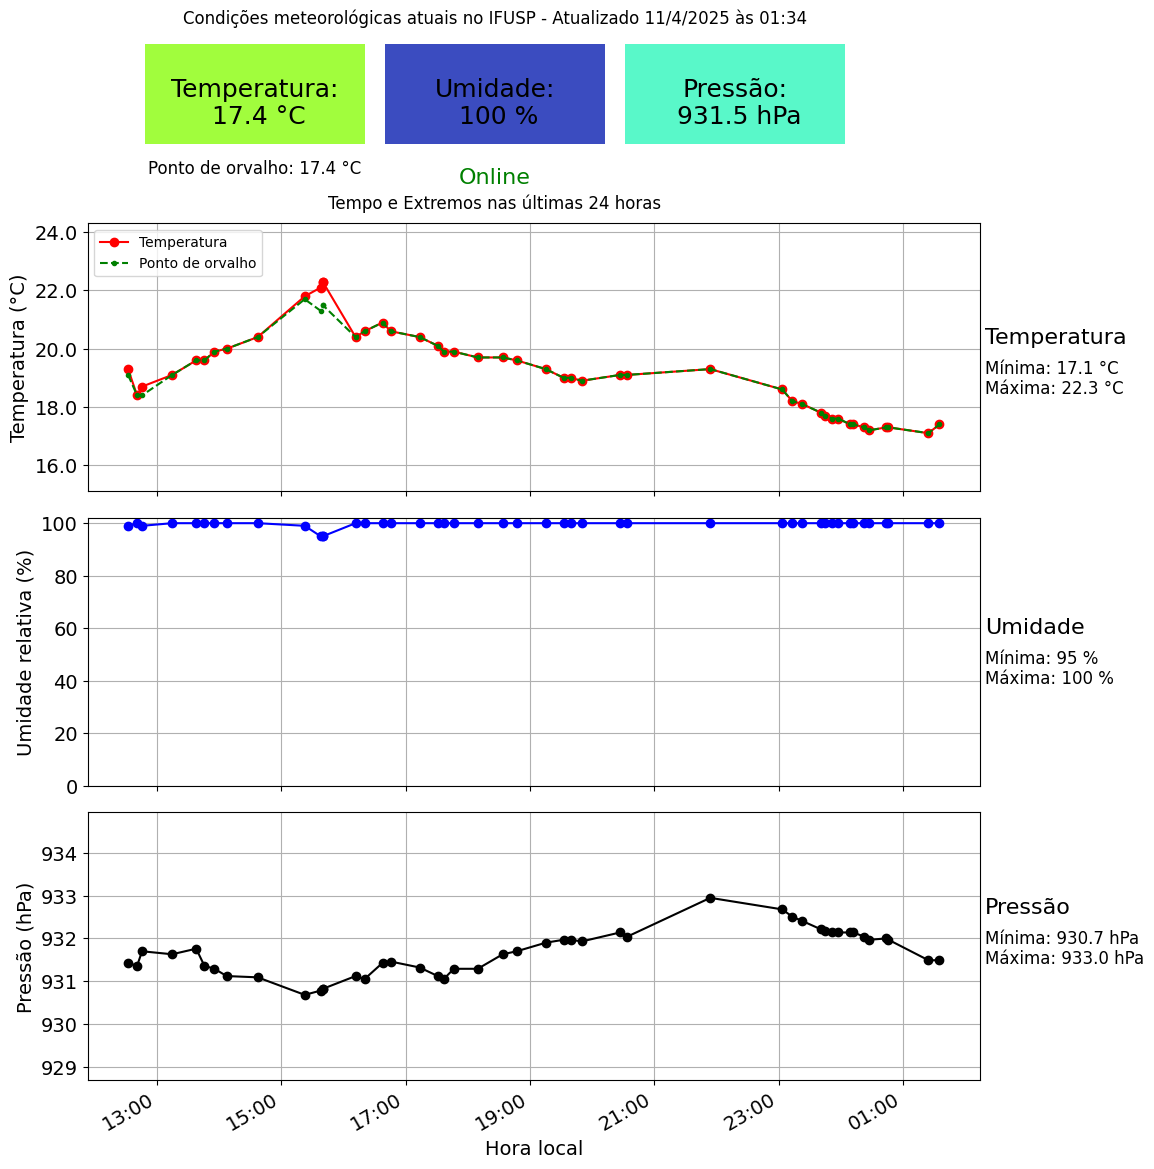 Condições meteorológicas atuais no IFUSP - Atualizado 11/4/2025 às 01:34
Temperatura:
17.4 °C
Umidade:
100 %
Pressão:
931.5 hPa
Ponto de orvalho: 17.4 °C
Online
Tempo e Extremos nas últimas 24 horas
Temperatura (°C)
24.0
22.0
20.0
18.0
16.0
Temperatura
Ponto de orvalho
Temperatura
Mínima: 17.1 °C
Máxima: 22.3 °C
Umidade relativa (%)
100
80
60
40
20
0
Umidade
Mínima: 95 %
Máxima: 100 %
Pressão (hPa)
934
933
932
931
930
929
Pressão
Mínima: 930.7 hPa
Máxima: 933.0 hPa
13:00
15:00
17:00
19:00
21:00
23:00
01:00
Hora local